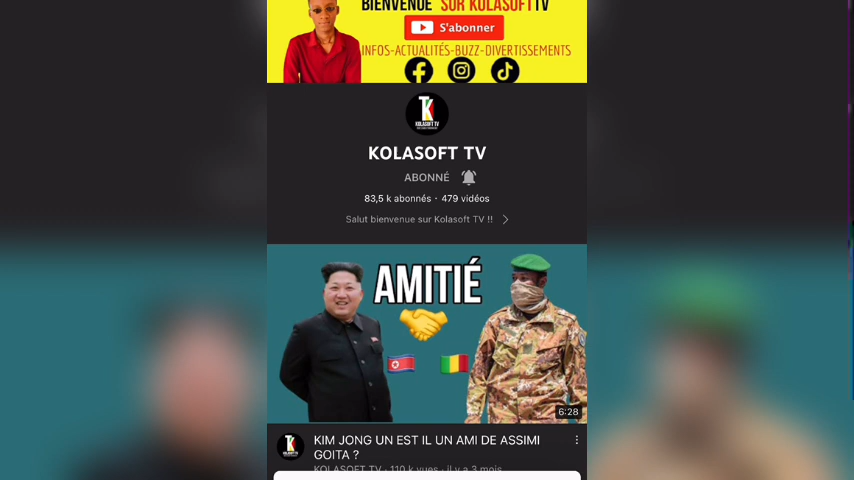 BIENVENUE SUR KOLASOFTTV
S'abonner
INFOS-ACTUALITÉS-BUZZ-DIVERTISSEMENTS
KOLASOFT TV
KOLASOFT TV
ABONNÉ
83,5 k abonnés · 479 vidéos
Salut bienvenue sur Kolasoft TV !!
AMITIÉ
6:28
KIM JONG UN EST IL UN AMI DE ASSIMI
GOITA ?
KOLASOFT TV · 110 k vues · il y a 3 mois